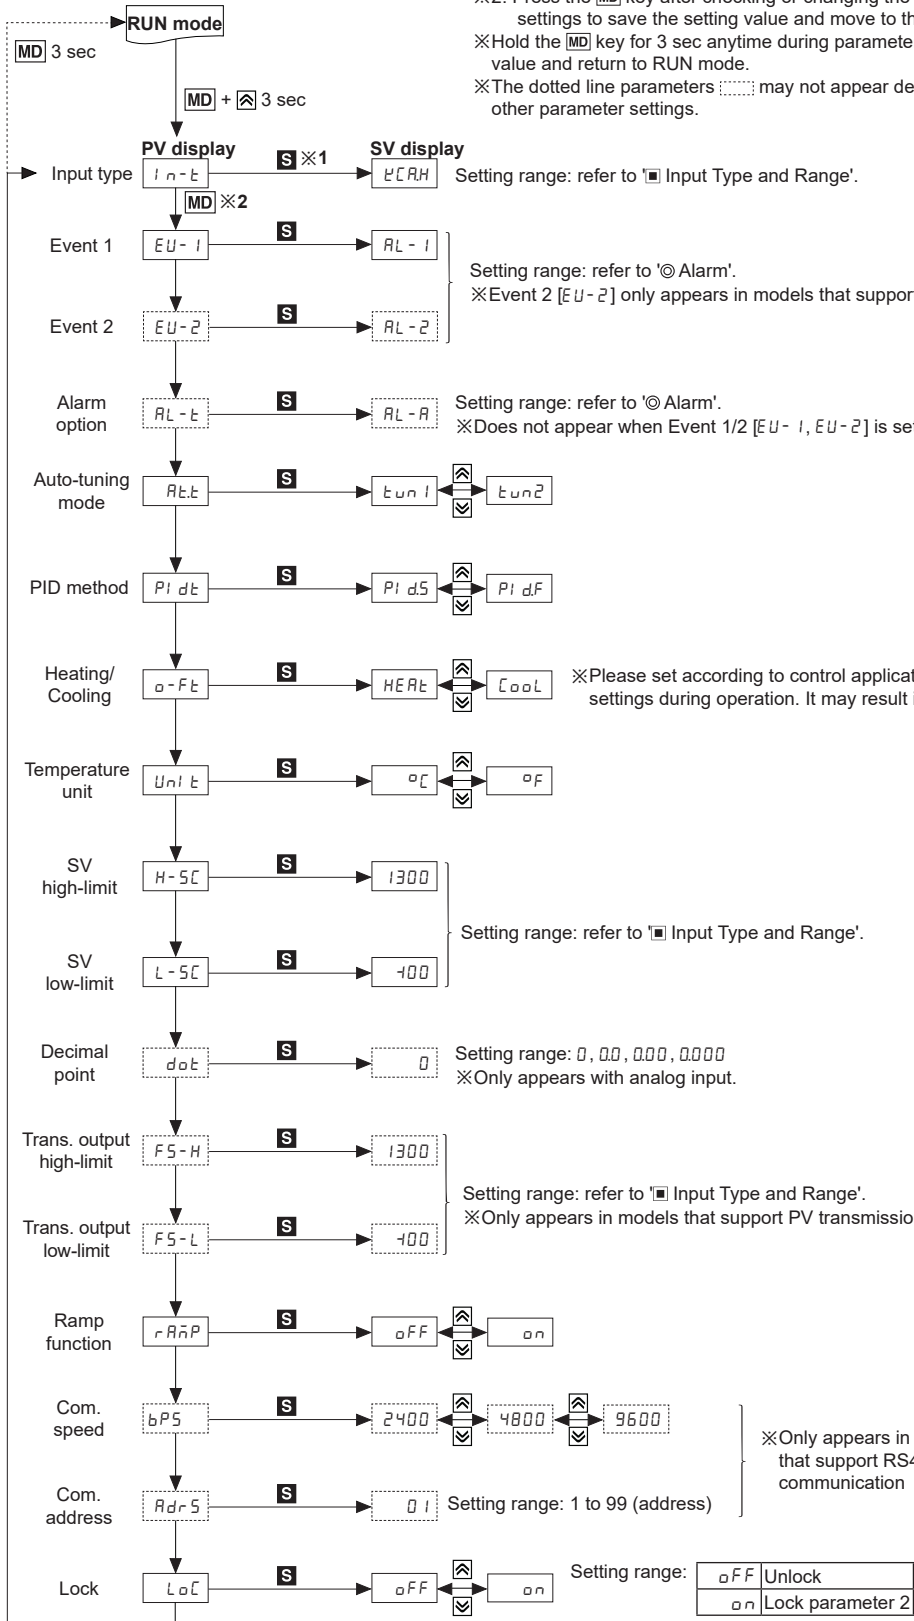 ※2. Press the MD key after checking or changing the
settings to save the setting value and move to th
RUN mode
MD 3 sec
※Hold the MD key for 3 sec anytime during paramete
value and return to RUN mode.
MD + 3 sec
※The dotted line parameters may not appear de
other parameter settings.
PV display S ※1 SV display
Input type In-t KCA.H Setting range: refer to '▣ Input Type and Range'.
MD ※2
Event 1 EU-1 S AL-1
Setting range: refer to '◎ Alarm'.
※Event 2 [EU-2] only appears in models that support
Event 2 EU-2 S AL-2
Alarm
option AL-t S AL-A Setting range: refer to '◎ Alarm'.
※Does not appear when Event 1/2 [EU-1, EU-2] is set
Auto-tuning
mode At.t S tun1 tun2
PID method PIdt S PId.S PId.F
Heating/
Cooling o-Ft S HEAt CooL ※Please set according to control applicat
settings during operation. It may result i
Temperature
unit UnIt S °C °F
SV
high-limit H-SC S 1300
Setting range: refer to '▣ Input Type and Range'.
SV
low-limit L-SC S -100
Decimal
point dot S 0 Setting range: 0, 0.0, 0.00, 0.000
※Only appears with analog input.
Trans. output
high-limit FS-H S 1300
Setting range: refer to '▣ Input Type and Range'.
※Only appears in models that support PV transmissio
Trans. output
low-limit FS-L S -100
Ramp
function rAmP S oFF on
Com.
speed bPS S 2400 4800 9600
※Only appears in
that support RS4
communication
Com.
address AdrS S 01 Setting range: 1 to 99 (address)
Lock LoC S oFF on Setting range: oFF Unlock
on Lock parameter 2